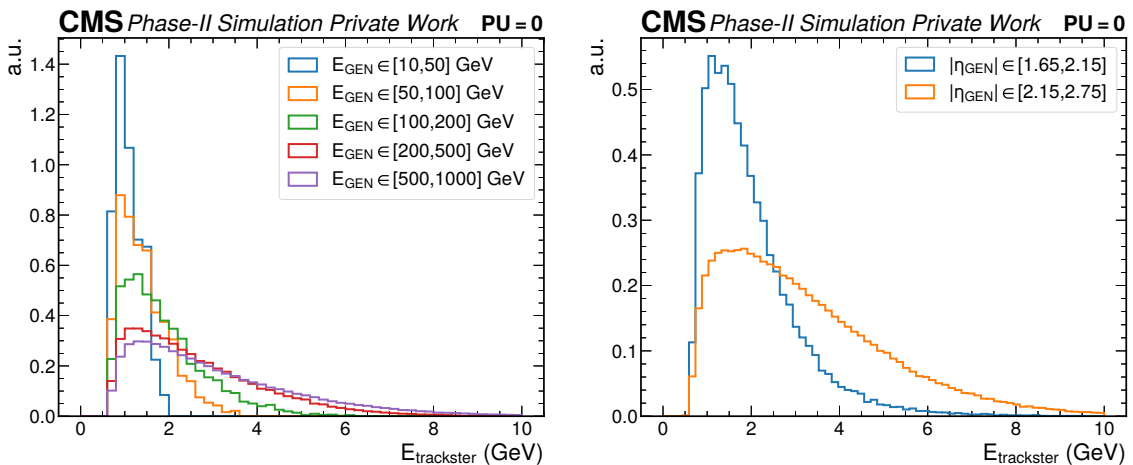 CMS Phase-II Simulation Private Work PU = 0
a.u.
1.4
1.2
1.0
0.8
0.6
0.4
0.2
0.0
E_GEN ∈ [10,50] GeV
E_GEN ∈ [50,100] GeV
E_GEN ∈ [100,200] GeV
E_GEN ∈ [200,500] GeV
E_GEN ∈ [500,1000] GeV
0 2 4 6 8 10
E_trackster (GeV)
CMS Phase-II Simulation Private Work PU = 0
a.u.
0.5
0.4
0.3
0.2
0.1
0.0
|η_GEN| ∈ [1.65,2.15]
|η_GEN| ∈ [2.15,2.75]
0 2 4 6 8 10
E_trackster (GeV)